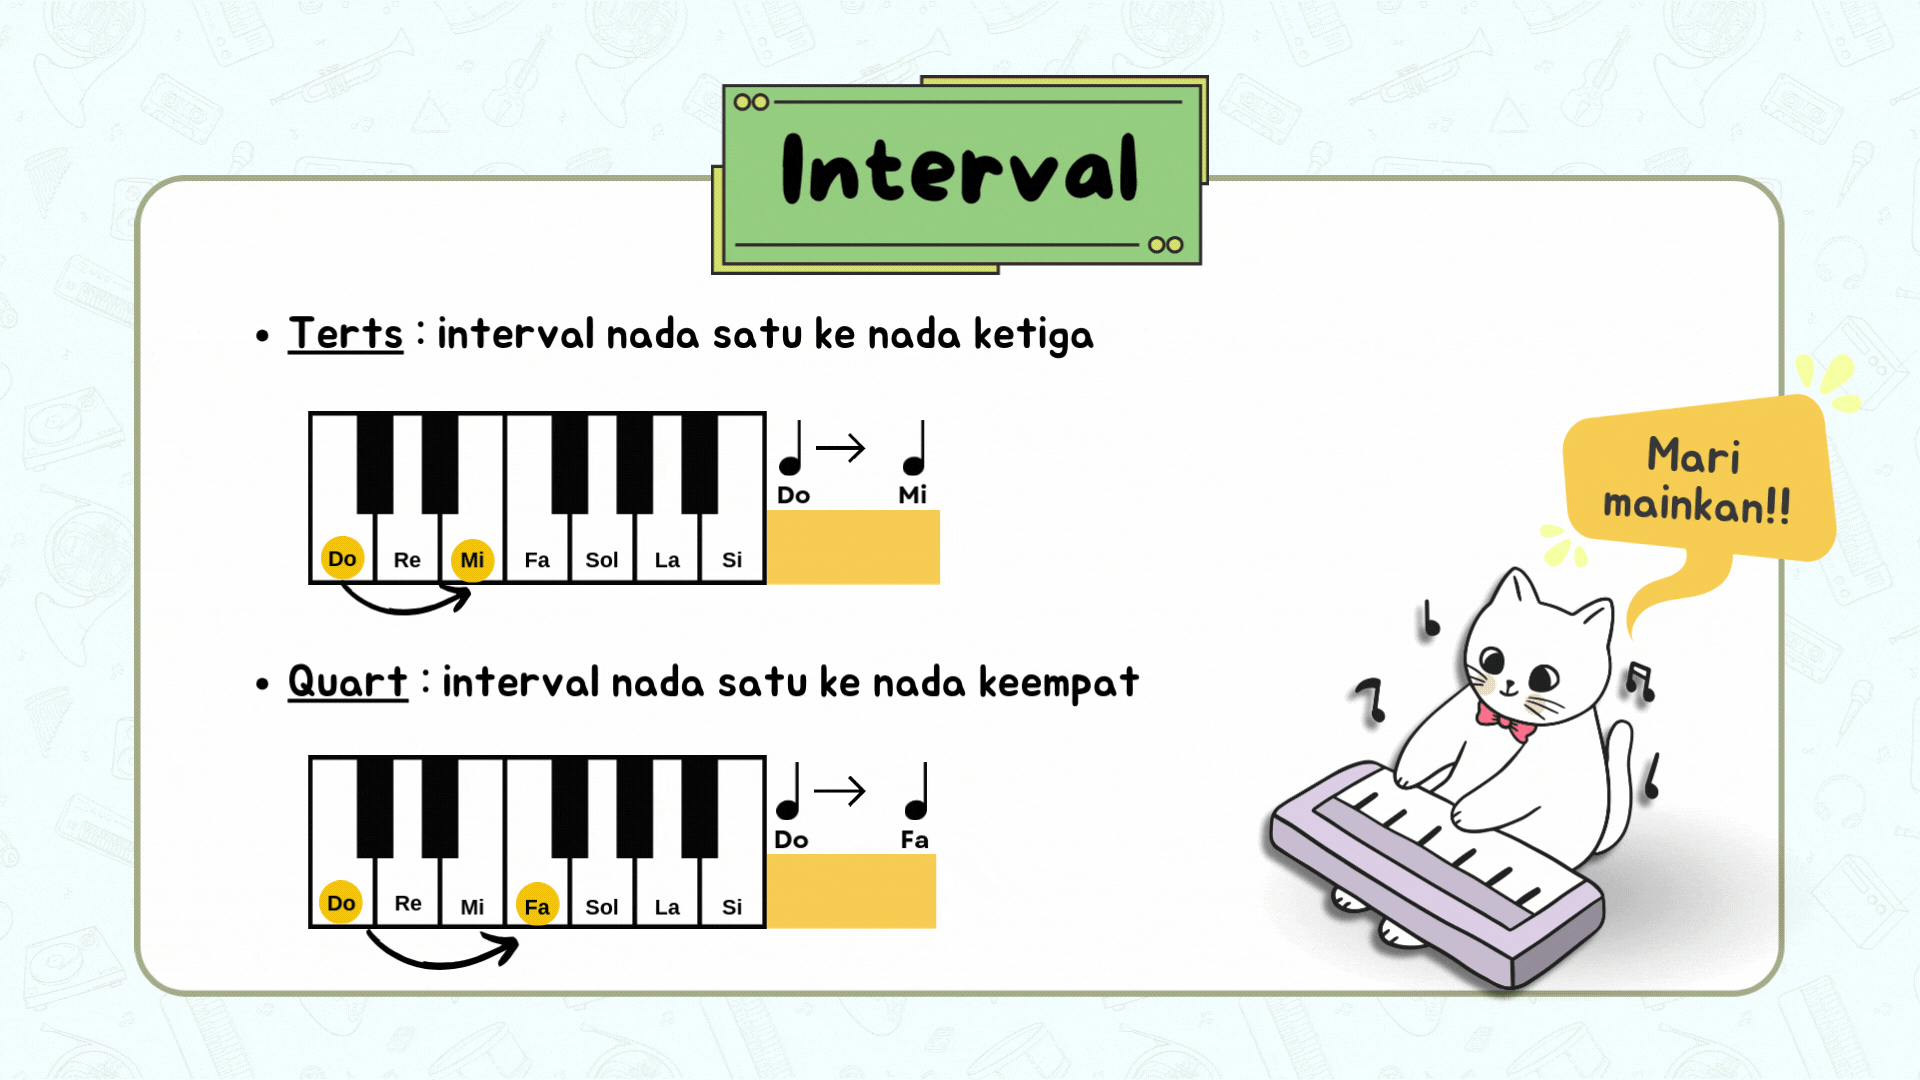 Interval
• Terts : interval nada satu ke nada ketiga
Do Re Mi Fa Sol La Si
Do Mi
Mari
mainkan!!
• Quart : interval nada satu ke nada keempat
Do Re Mi Fa Sol La Si
Do Fa